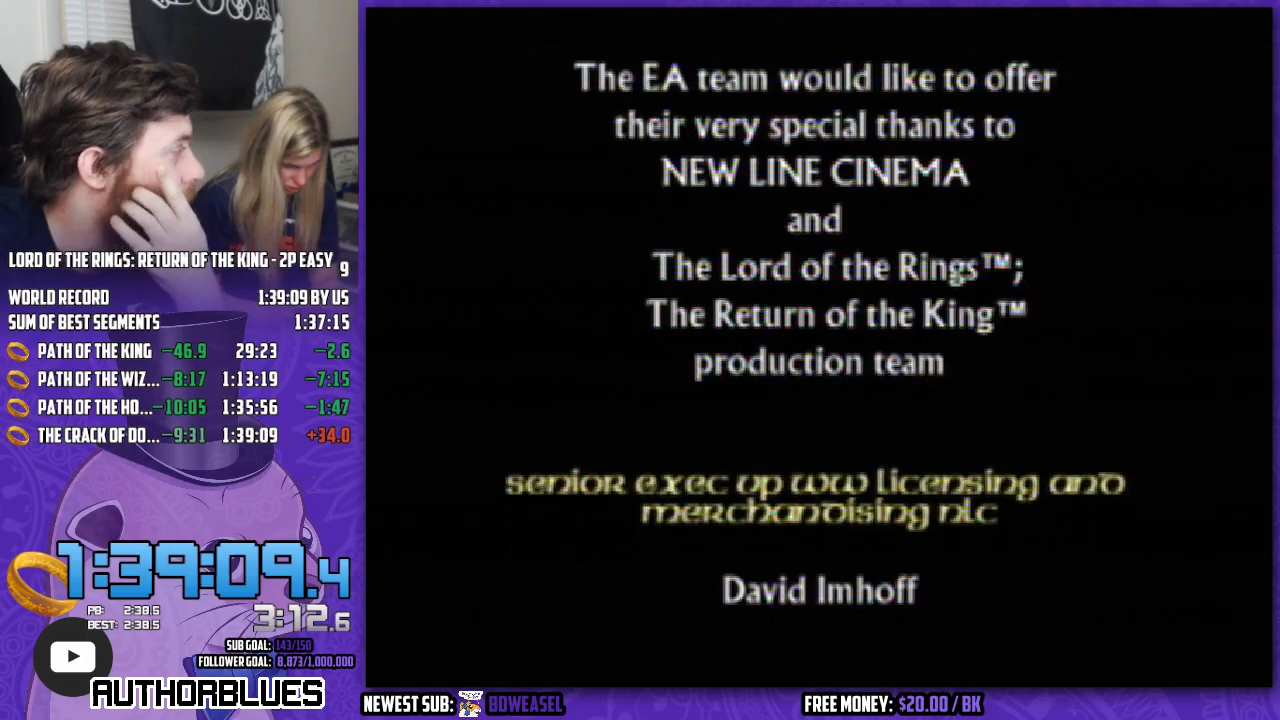 The EA team would like to offer
their very special thanks to
NEW LINE CINEMA
and
The Lord of the Rings™;
The Return of the King™
production team
senior exec vp ww licensing and
merchandising nlc
David Imhoff
LORD OF THE RINGS: RETURN OF THE KING - 2P EASY 9
WORLD RECORD 1:39:09 BY US
SUM OF BEST SEGMENTS 1:37:15
PATH OF THE KING −46.9 29:23 −2.6
PATH OF THE WIZ... −8:17 1:13:19 −7:15
PATH OF THE HO... −10:05 1:35:56 −1:47
THE CRACK OF DO... −9:31 1:39:09 +34.0
1:39:09.4
PB: 2:38.5
BEST: 2:38.5
3:12.6
SUB GOAL: 143/150
FOLLOWER GOAL: 8,873/1,000,000
AUTHORBLUES
NEWEST SUB: BDWEASEL
FREE MONEY: $20.00 / BK